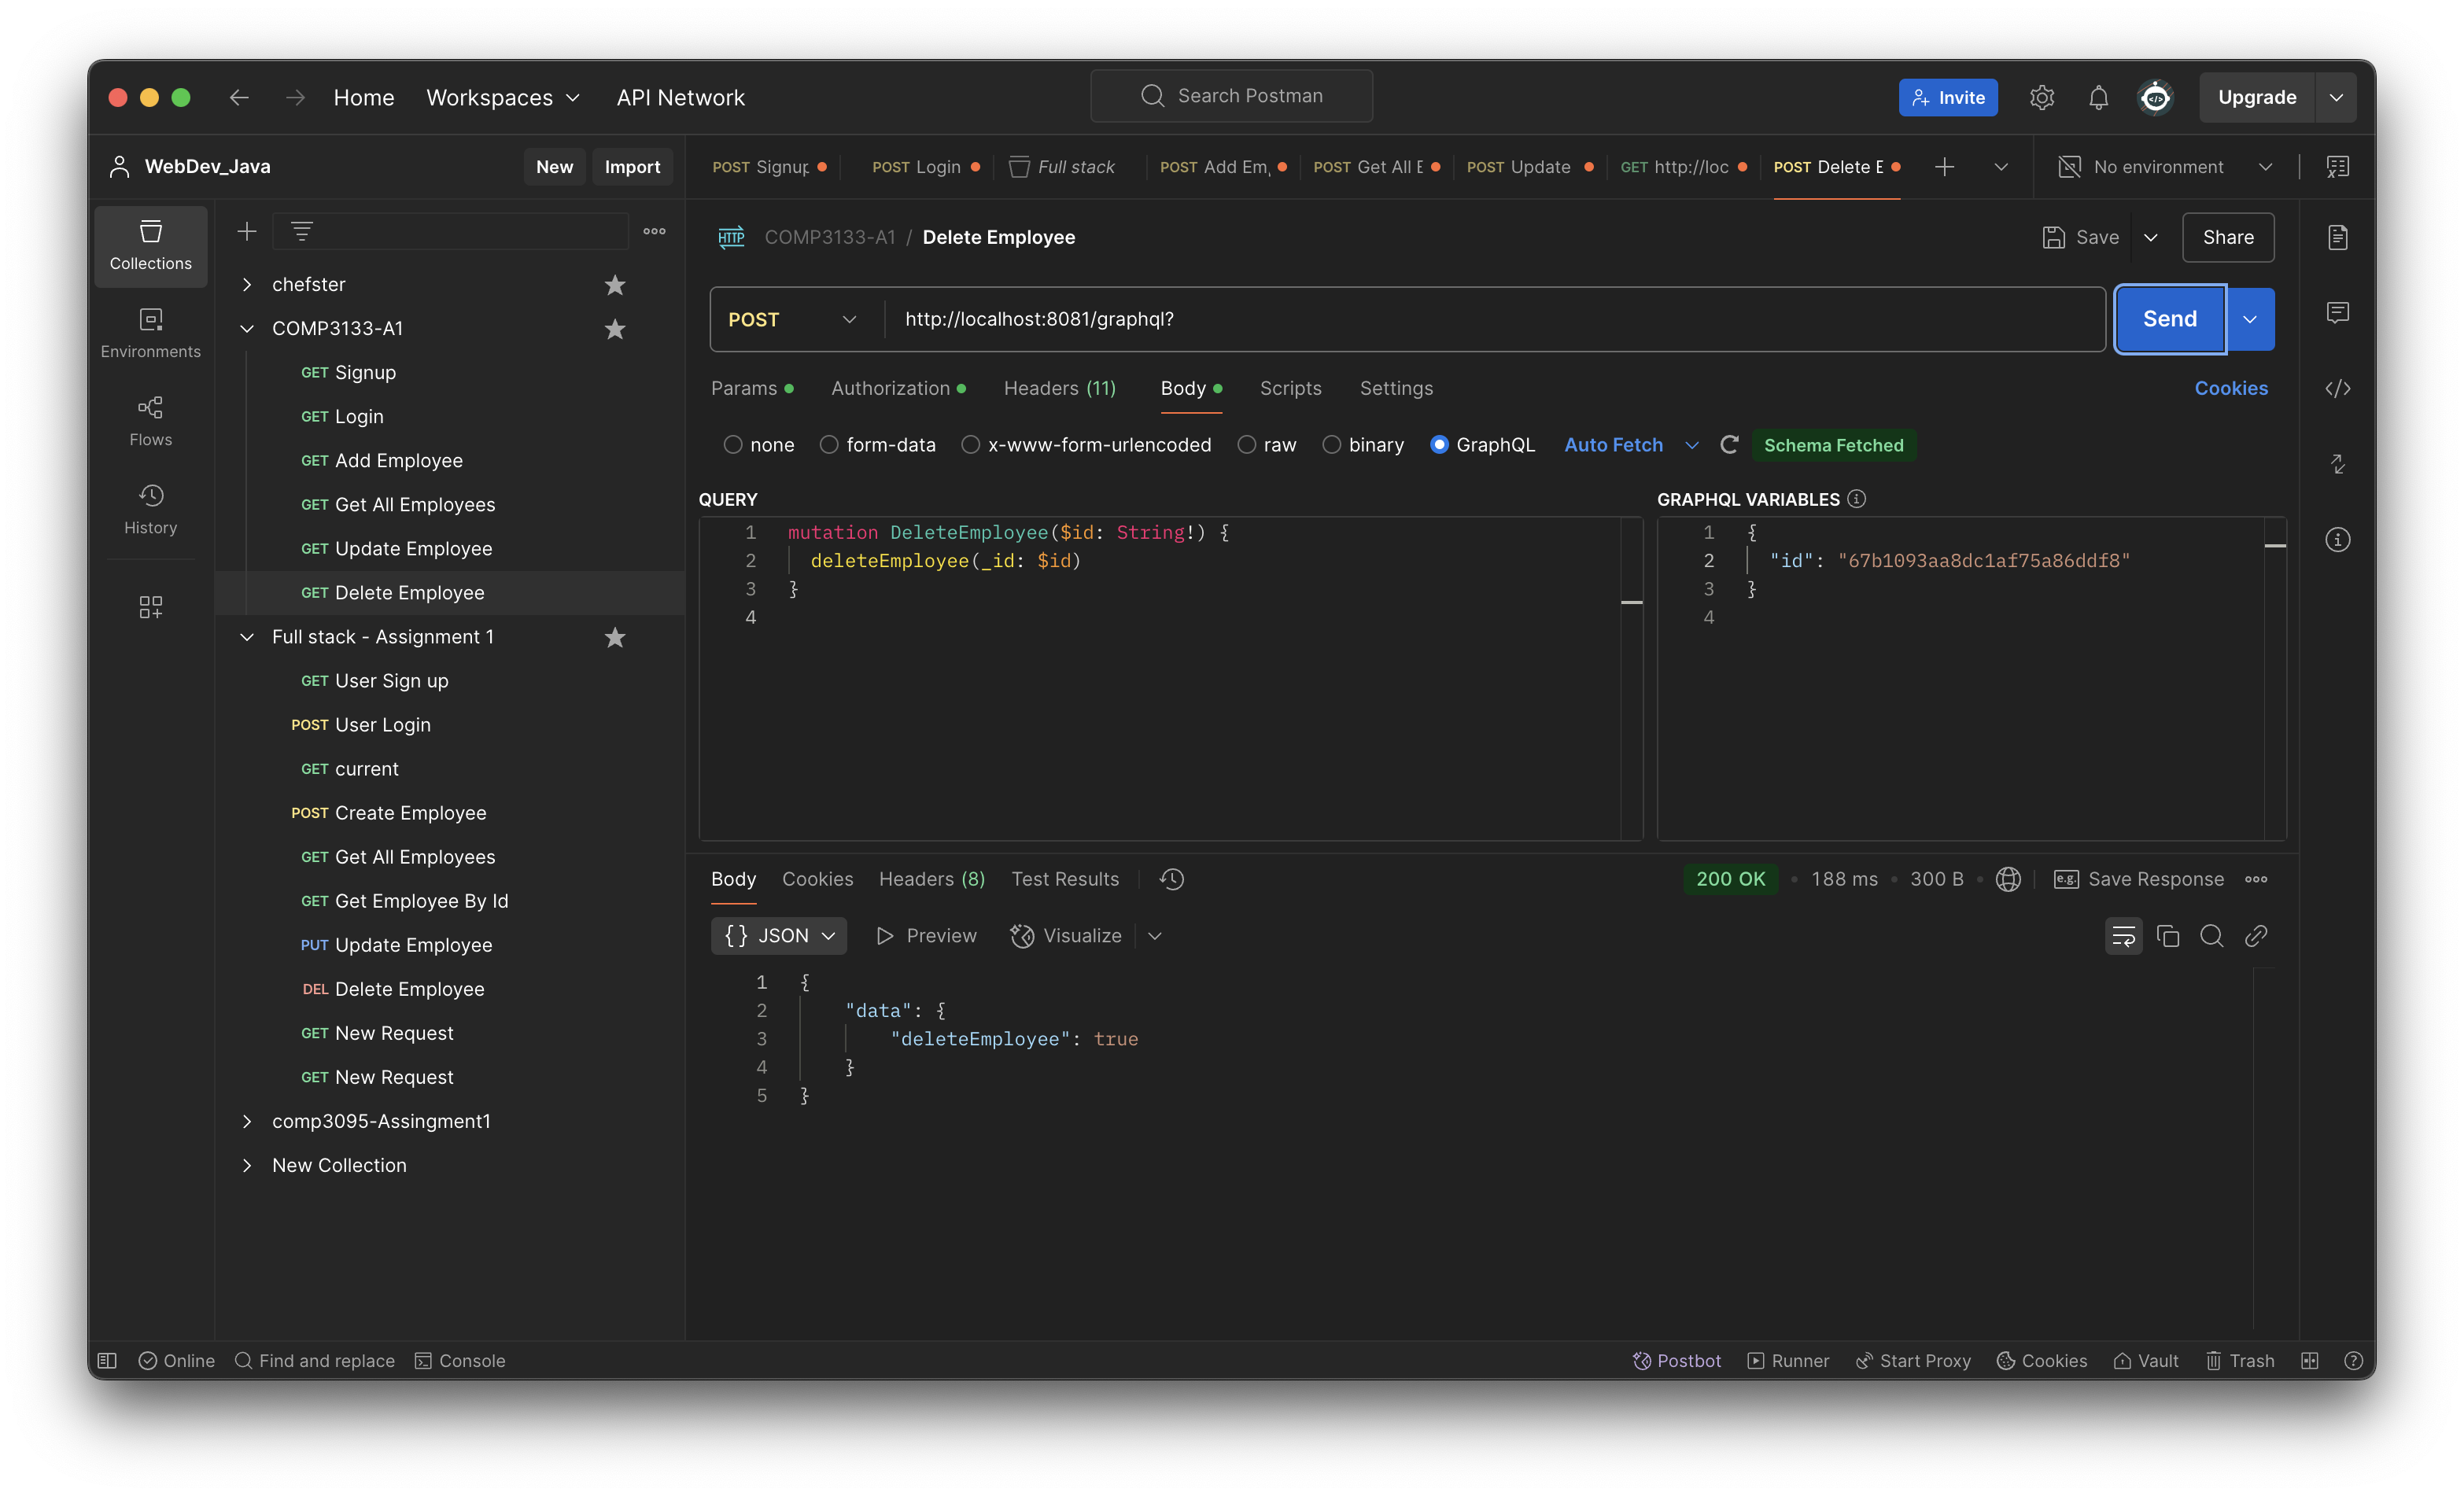 Home Workspaces API Network Search Postman Invite Upgrade
WebDev_Java New Import
POST Signup POST Login Full stack POST Add Em POST Get All E POST Update GET http://loc POST Delete E No environment
Collections
Environments
Flows
History
chefster
COMP3133-A1
GET Signup
GET Login
GET Add Employee
GET Get All Employees
GET Update Employee
GET Delete Employee
Full stack - Assignment 1
GET User Sign up
POST User Login
GET current
POST Create Employee
GET Get All Employees
GET Get Employee By Id
PUT Update Employee
DEL Delete Employee
GET New Request
GET New Request
comp3095-Assingment1
New Collection
HTTP COMP3133-A1 / Delete Employee Save Share
POST http://localhost:8081/graphql? Send
Params Authorization Headers (11) Body Scripts Settings Cookies
none form-data x-www-form-urlencoded raw binary GraphQL Auto Fetch Schema Fetched
QUERY
1 mutation DeleteEmployee($id: String!) {
2 deleteEmployee(_id: $id)
3 }
4
GRAPHQL VARIABLES
1 {
2 "id": "67b1093aa8dc1af75a86ddf8"
3 }
4
Body Cookies Headers (8) Test Results 200 OK • 188 ms • 300 B • e.g. Save Response
{} JSON Preview Visualize
1 {
2 "data": {
3 "deleteEmployee": true
4 }
5 }
Online Find and replace Console Postbot Runner Start Proxy Cookies Vault Trash